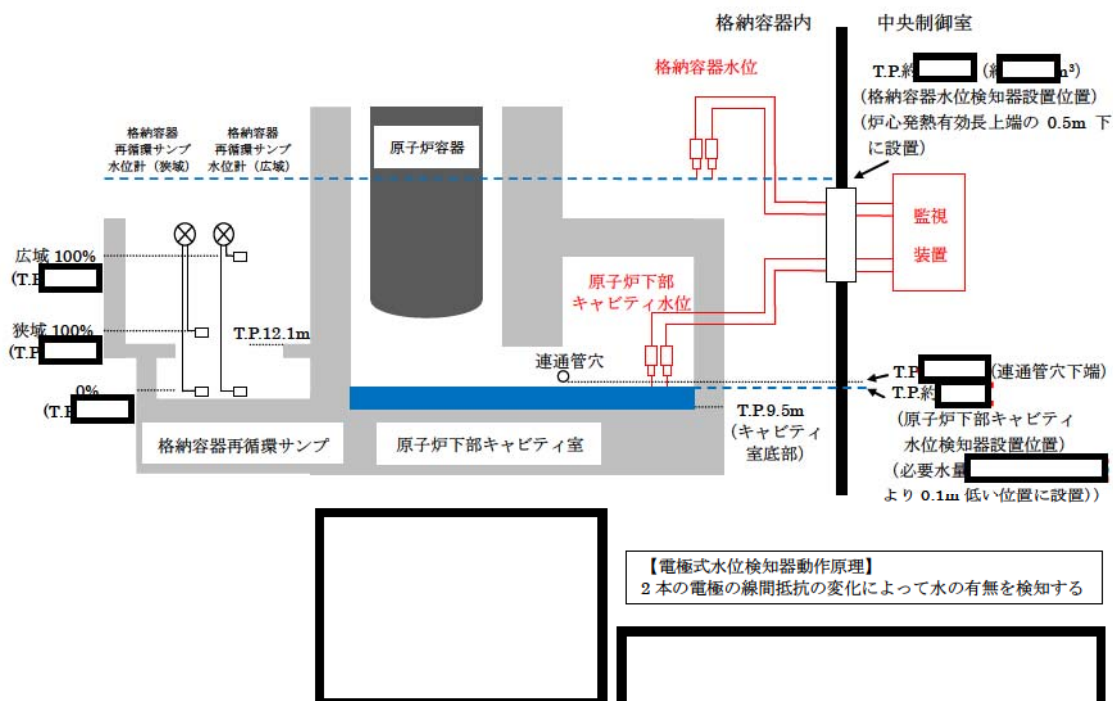 格納容器内
中央制御室
格納容器水位
T.P.約
m³)
(格納容器水位検知器設置位置)
(炉心発熱有効長上端の 0.5m 下
に設置)
格納容器
再循環サンプ
水位計(狭域)
格納容器
再循環サンプ
水位計(広域)
原子炉容器
監視
装置
広域 100%
(T.P
原子炉下部
キャビティ水位
狭域 100%
(T.P
T.P.12.1m
連通管穴
0%
T.P
(連通管穴下端)
T.P.約
(原子炉下部キャビティ
水位検知器設置位置)
(必要水量
より 0.1m 低い位置に設置))
T.P.9.5m
(キャビティ
室底部)
格納容器再循環サンプ
原子炉下部キャビティ室
【電極式水位検知器動作原理】
2 本の電極の線間抵抗の変化によって水の有無を検知する